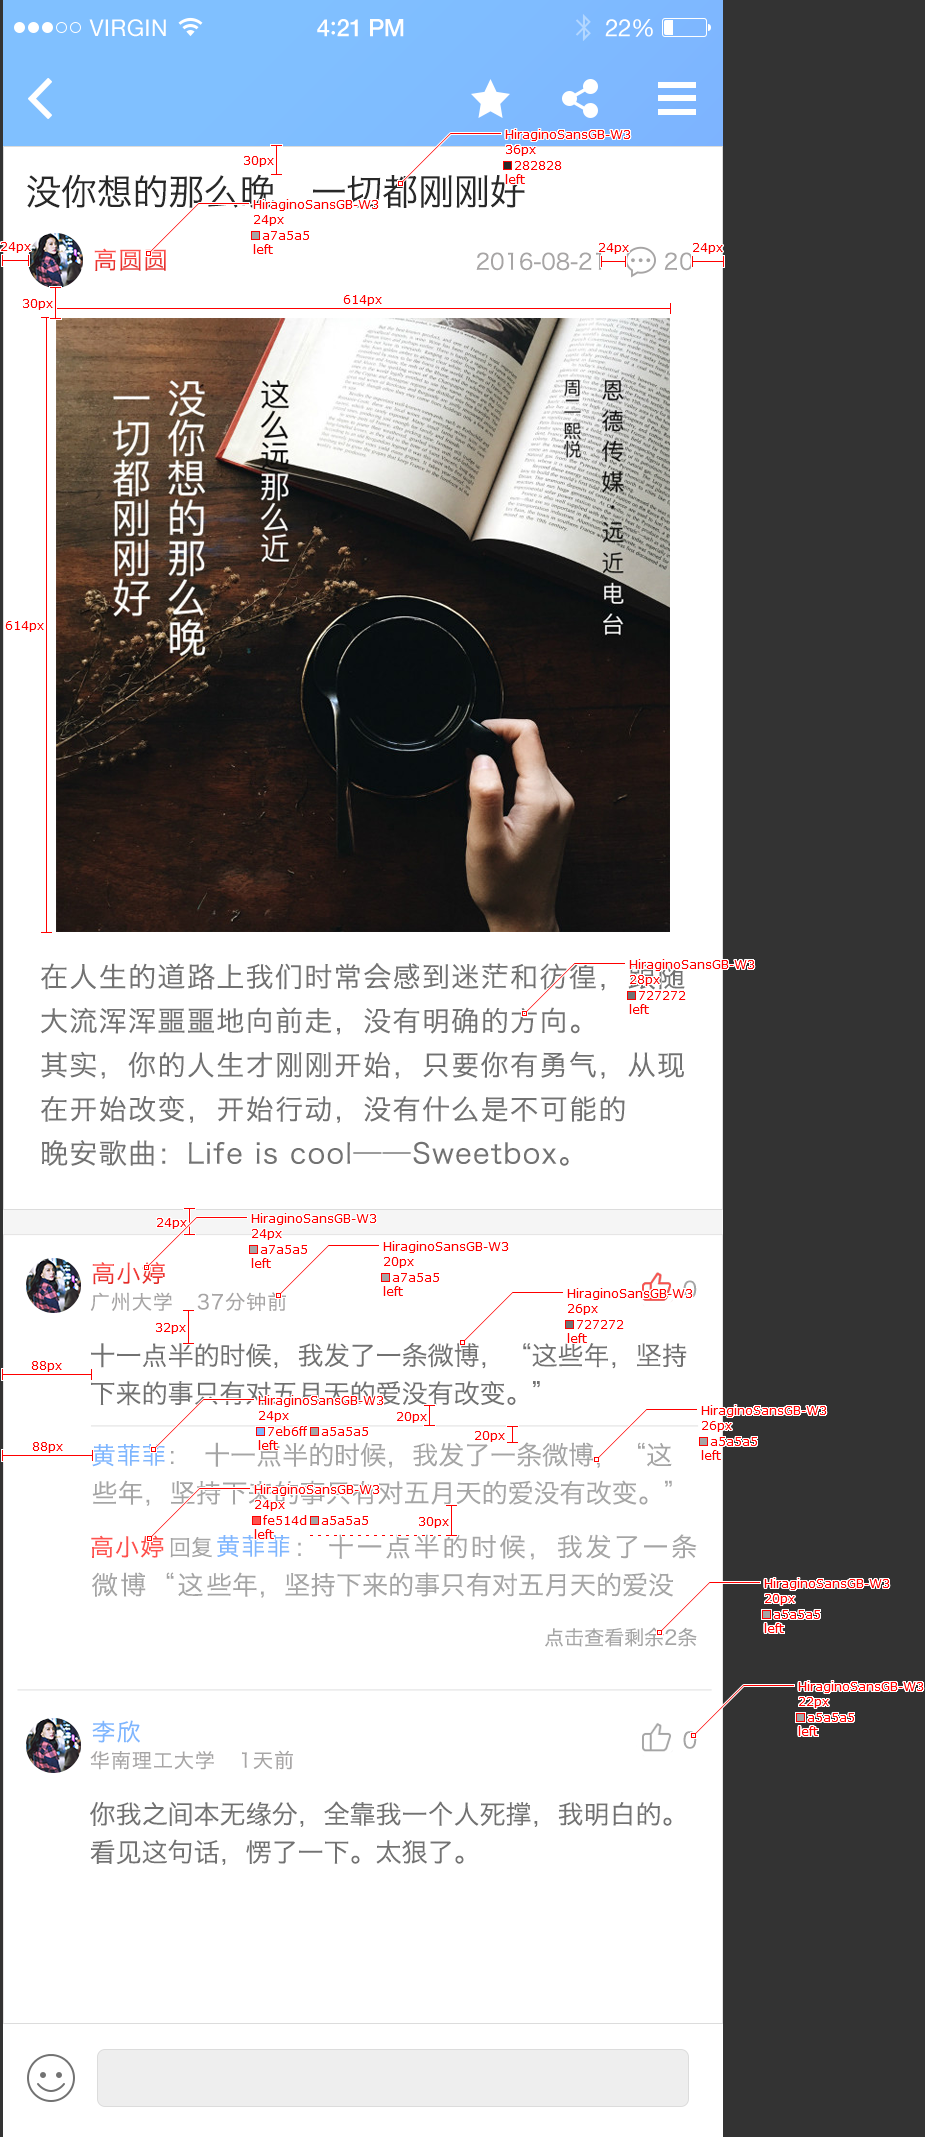 VIRGIN 4:21 PM 22%
HiraginoSansGB-W3
36px
282828
left
30px
没你想的那么晚 一切都刚刚好
HiraginoSansGB-W3
24px
a7a5a5
left
24px
高圆圆
2016-08-21
24px
20
24px
30px
614px
614px
恩德传媒·远近电台
周二 熙悦
这么远那么近
没你想的那么晚
一切都刚刚好
在人生的道路上我们时常会感到迷茫和彷徨，跟随
大流浑浑噩噩地向前走，没有明确的方向。
其实，你的人生才刚刚开始，只要你有勇气，从现
在开始改变，开始行动，没有什么是不可能的
晚安歌曲：Life is cool——Sweetbox。
HiraginoSansGB-W3
28px
727272
left
24px
HiraginoSansGB-W3
24px
a7a5a5
left
HiraginoSansGB-W3
20px
a7a5a5
left
高小婷
0
广州大学 37分钟前
HiraginoSansGB-W3
26px
727272
left
32px
十一点半的时候，我发了一条微博，“这些年，坚持
下来的事只有对五月天的爱没有改变。”
88px
HiraginoSansGB-W3
24px
7eb6ff a5a5a5
left
20px
20px
HiraginoSansGB-W3
26px
a5a5a5
left
88px
黄菲菲： 十一点半的时候，我发了一条微博，“这
些年，坚持下来的事只有对五月天的爱没有改变。”
HiraginoSansGB-W3
24px
fe514d a5a5a5
left
30px
高小婷 回复 黄菲菲： 十一点半的时候，我发了一条
微博“这些年，坚持下来的事只有对五月天的爱没
HiraginoSansGB-W3
20px
a5a5a5
left
点击查看剩余2条
HiraginoSansGB-W3
22px
a5a5a5
left
李欣
0
华南理工大学 1天前
你我之间本无缘分，全靠我一个人死撑，我明白的。
看见这句话，愣了一下。太狠了。